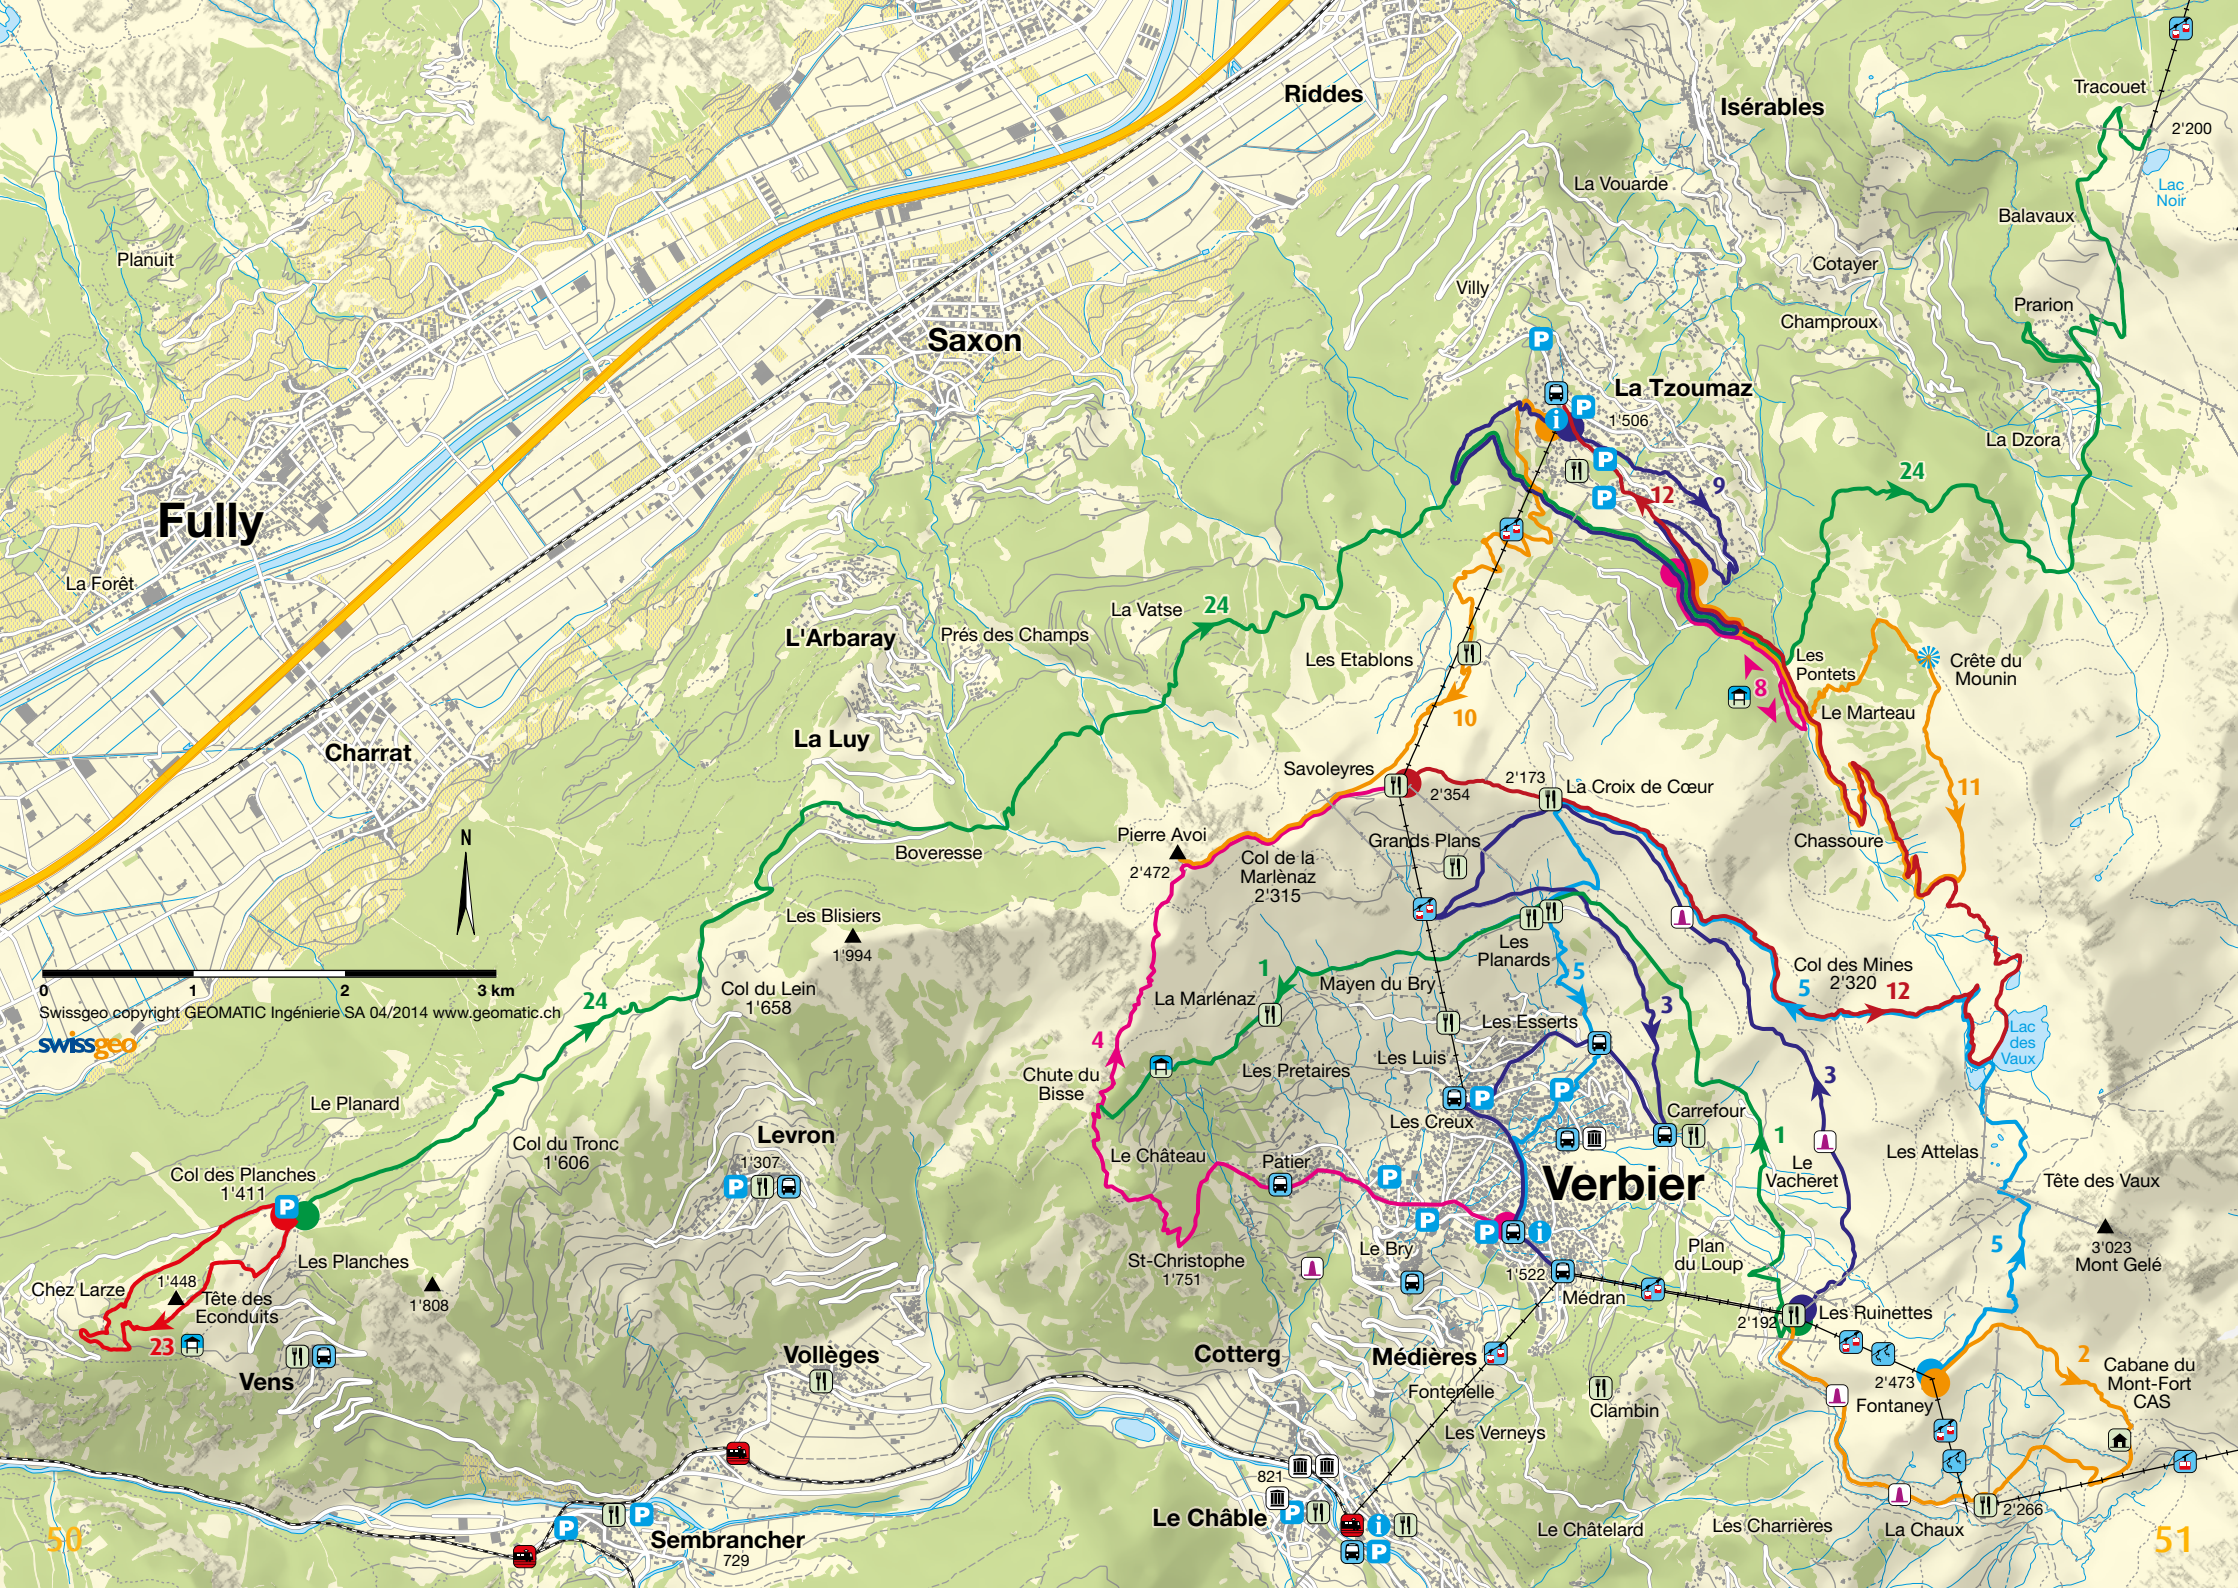 Riddes
Isérables
Tracouet
2'200
Lac
Noir
La Vouarde
Balavaux
Planuit
Cotayer
Villy
Prarion
Champroux
Saxon
P
La Tzoumaz
i
P
1'506
La Dzora
P
24
9
12
P
Fully
La Forêt
La Vatse
24
L'Arbaray
Prés des Champs
Les Etablons
Les
Pontets
Crête du
Mounin
8
10
Le Marteau
La Luy
Charrat
Savoleyres
2'354
2'173
La Croix de Cœur
11
N
Pierre Avoi
2'472
Grands Plans
Chassoure
Boveresse
Col de la
Marlènaz
2'315
Les Blisiers
1'994
Les
Planards
5
1
Col des Mines
2'320
5
12
0
1
2
3 km
Swissgeo copyright GEOMATIC Ingénierie SA 04/2014 www.geomatic.ch
swissgeo
24
Col du Lein
1'658
La Marlénaz
Mayen du Bry
3
Les Esserts
Lac
des
Vaux
4
Chute du
Bisse
Les Luis
Les Pretaires
3
Le Planard
P
P
Carrefour
Les Creux
Levron
Col du Tronc
1'606
1
Les Attelas
Le Château
Patier
Le
Vacheret
Verbier
Col des Planches
1'411
P
1'307
P
P
Tête des Vaux
P
P
i
Les Planches
1'808
St-Christophe
1'751
Le Bry
1'522
Médran
Plan
du Loup
5
3'023
Mont Gelé
Chez Larze
1'448
Tête des
Econduits
23
2'192
Les Ruinettes
Vens
Vollèges
Cotterg
Médières
Fontenelle
2'473
Fontaney
2
Cabane du
Mont-Fort
CAS
Clambin
Les Verneys
821
P
Le Châble
i
P
Le Châtelard
Les Charrières
La Chaux
2'266
P
P
Sembrancher
729
50
51